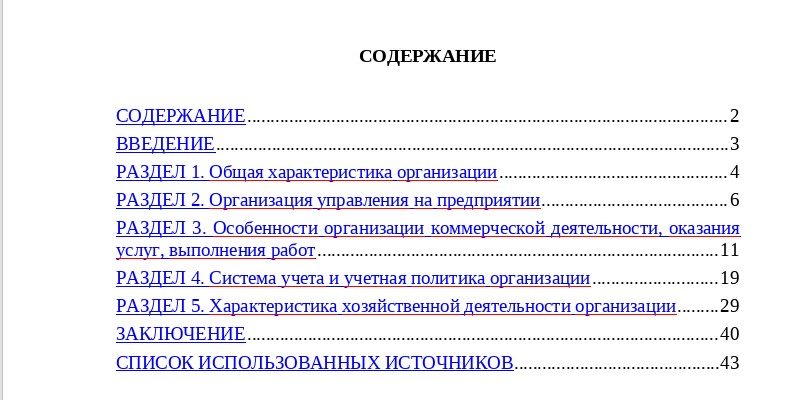 СОДЕРЖАНИЕ
СОДЕРЖАНИЕ........................................................................................................2
ВВЕДЕНИЕ...............................................................................................................3
РАЗДЕЛ 1. Общая характеристика организации.................................................4
РАЗДЕЛ 2. Организация управления на предприятии........................................6
РАЗДЕЛ 3. Особенности организации коммерческой деятельности, оказания
услуг, выполнения работ.......................................................................................11
РАЗДЕЛ 4. Система учета и учетная политика организации...........................19
РАЗДЕЛ 5. Характеристика хозяйственной деятельности организации.........29
ЗАКЛЮЧЕНИЕ......................................................................................................40
СПИСОК ИСПОЛЬЗОВАННЫХ ИСТОЧНИКОВ............................................43